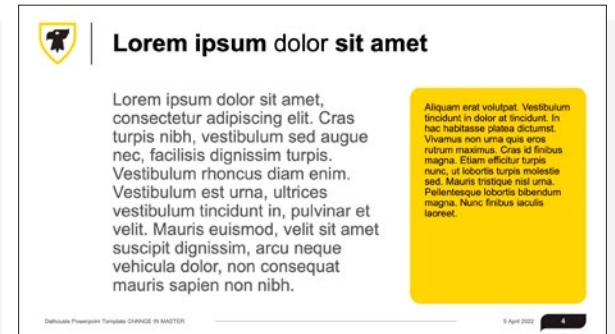 Lorem ipsum dolor sit amet
Lorem ipsum dolor sit amet,
consectetur adipiscing elit. Cras
turpis nibh, vestibulum sed augue
nec, facilisis dignissim turpis.
Vestibulum rhoncus diam enim.
Vestibulum est urna, ultrices
vestibulum tincidunt in, pulvinar et
velit. Mauris euismod, velit sit amet
suscipit dignissim, arcu neque
vehicula dolor, non consequat
mauris sapien non nibh.
Aliquam erat volutpat. Vestibulum
tincidunt in dolor at tincidunt. In
hac habitasse platea dictumst.
Vivamus non urna quis eros
rutrum maximus. Cras id finibus
magna. Etiam efficitur turpis
nunc, ut lobortis turpis molestie
sed. Mauris tristique nisl urna.
Pellentesque lobortis bibendum
magna. Nunc finibus iaculis
laoreet.
Dalhousie Powerpoint Template CHANGE IN MASTER
5 April 2022
4